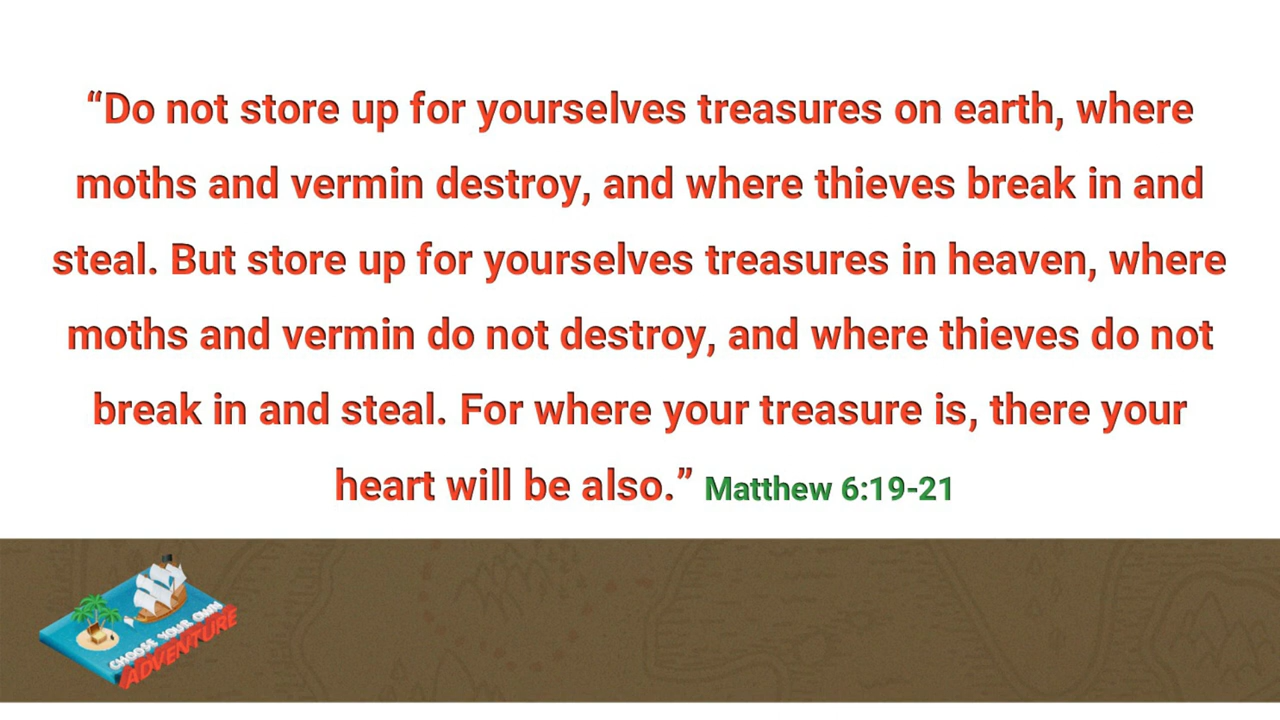 “Do not store up for yourselves treasures on earth, where
moths and vermin destroy, and where thieves break in and
steal. But store up for yourselves treasures in heaven, where
moths and vermin do not destroy, and where thieves do not
break in and steal. For where your treasure is, there your
heart will be also.” Matthew 6:19-21
CHOOSE YOUR OWN
ADVENTURE